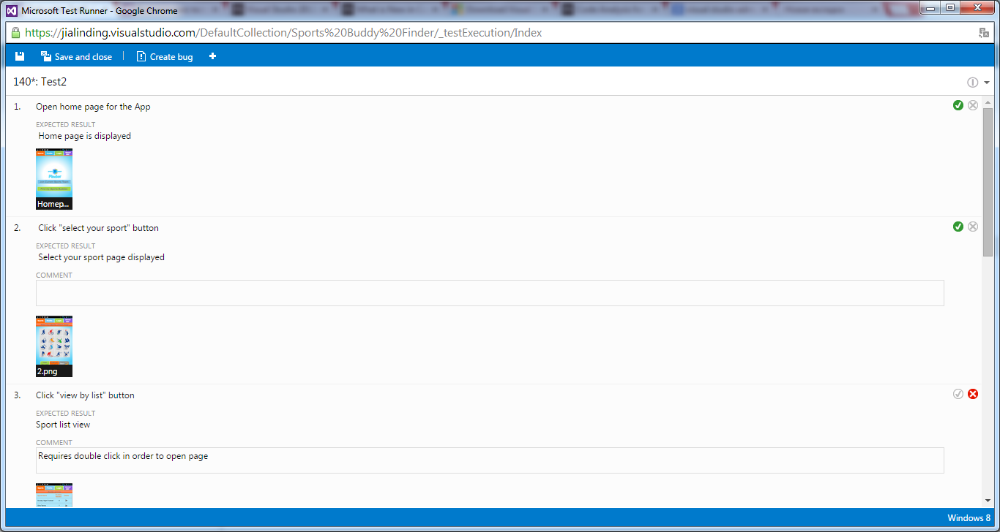 Microsoft Test Runner - Google Chrome
https://jialinding.visualstudio.com/DefaultCollection/Sports%20Buddy%20Finder/_testExecution/Index
Save and close
Create bug
140*: Test2
1. Open home page for the App
EXPECTED RESULT
Home page is displayed
Homep...
2. Click "select your sport" button
EXPECTED RESULT
Select your sport page displayed
COMMENT
2.png
3. Click "view by list" button
EXPECTED RESULT
Sport list view
COMMENT
Requires double click in order to open page
Windows 8